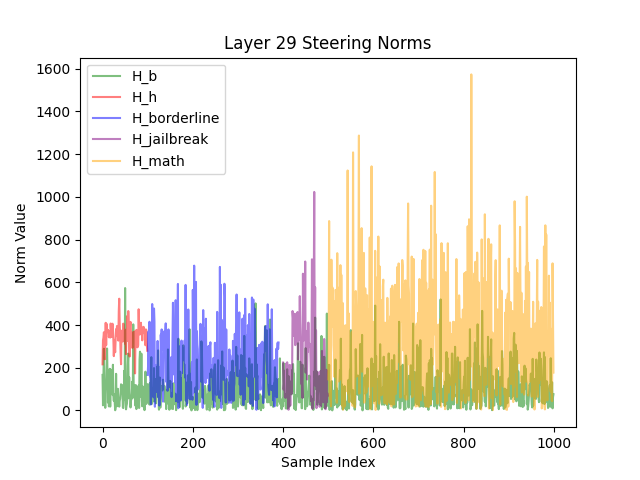 Layer 29 Steering Norms
1600
1400
1200
1000
800
600
400
200
0
Norm Value
H_b
H_h
H_borderline
H_jailbreak
H_math
0 200 400 600 800 1000
Sample Index